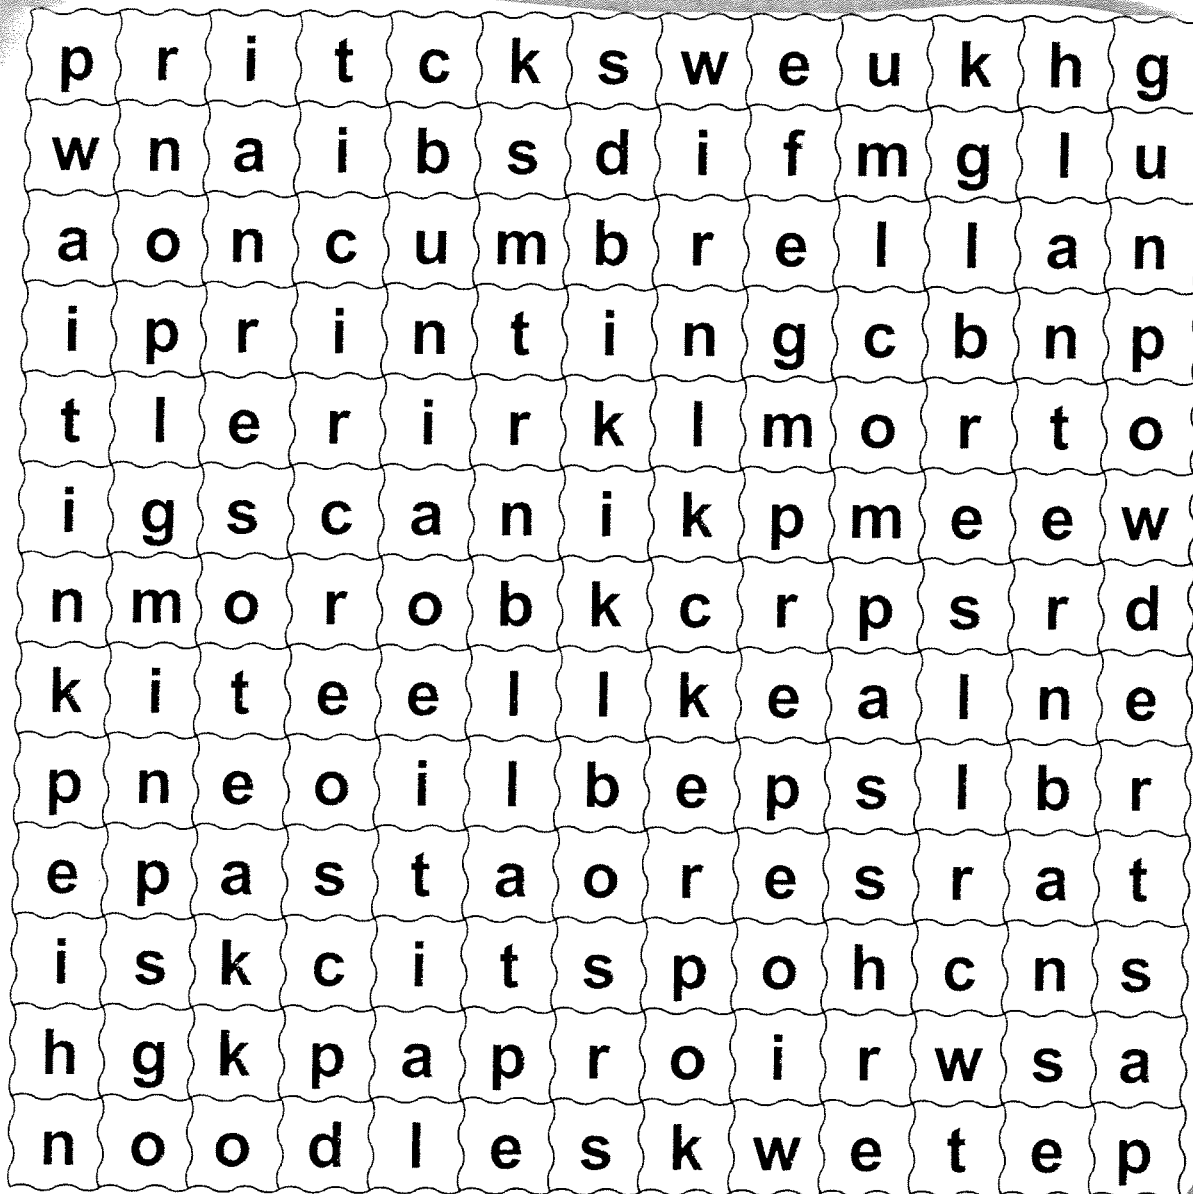 p r i t c k s w e u k h g
w n a i b s d i f m g l u
a o n c u m b r e l l a n
i p r i n t i n g c b n p
t l e r i r k l m o r t o
i g s c a n i k p m e e w
n m o r o b k c r p s r d
k i t e e l l k e a l n e
p n e o i l b e p s l b r
e p a s t a o r e s r a t
i s k c i t s p o h c n s
h g k p a p r o i r w s a
n o o d l e s k w e t e p